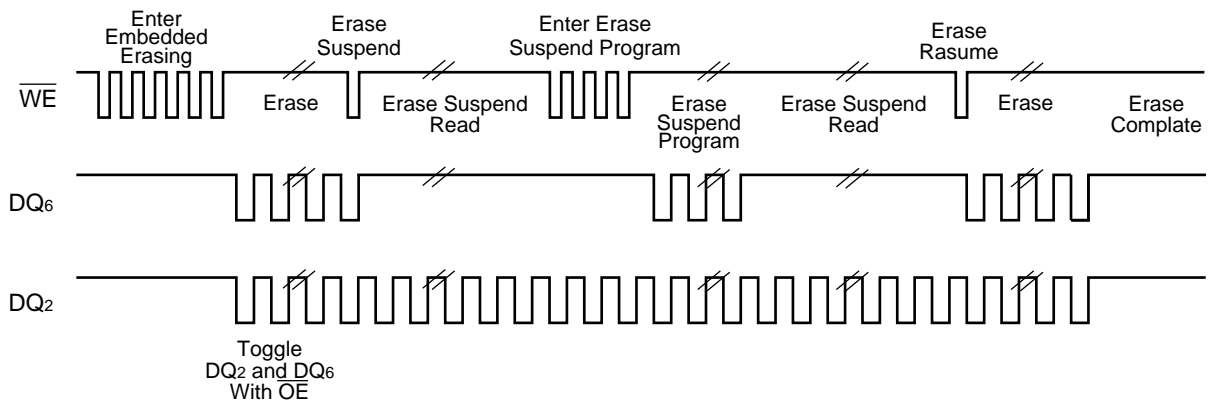 Enter
Embedded
Erasing
Erase
Suspend
Enter Erase
Suspend Program
Erase
Rasume
WE
Erase
Erase Suspend
Read
Erase
Suspend
Program
Erase Suspend
Read
Erase
Erase
Complate
DQ6
DQ2
Toggle
DQ2 and DQ6
With OE